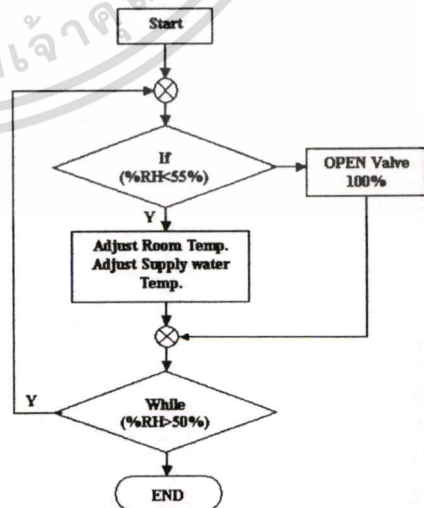 Start
If
(%RH<55%)
OPEN Valve
100%
Y
Adjust Room Temp.
Adjust Supply water
Temp.
Y
While
(%RH>50%)
END